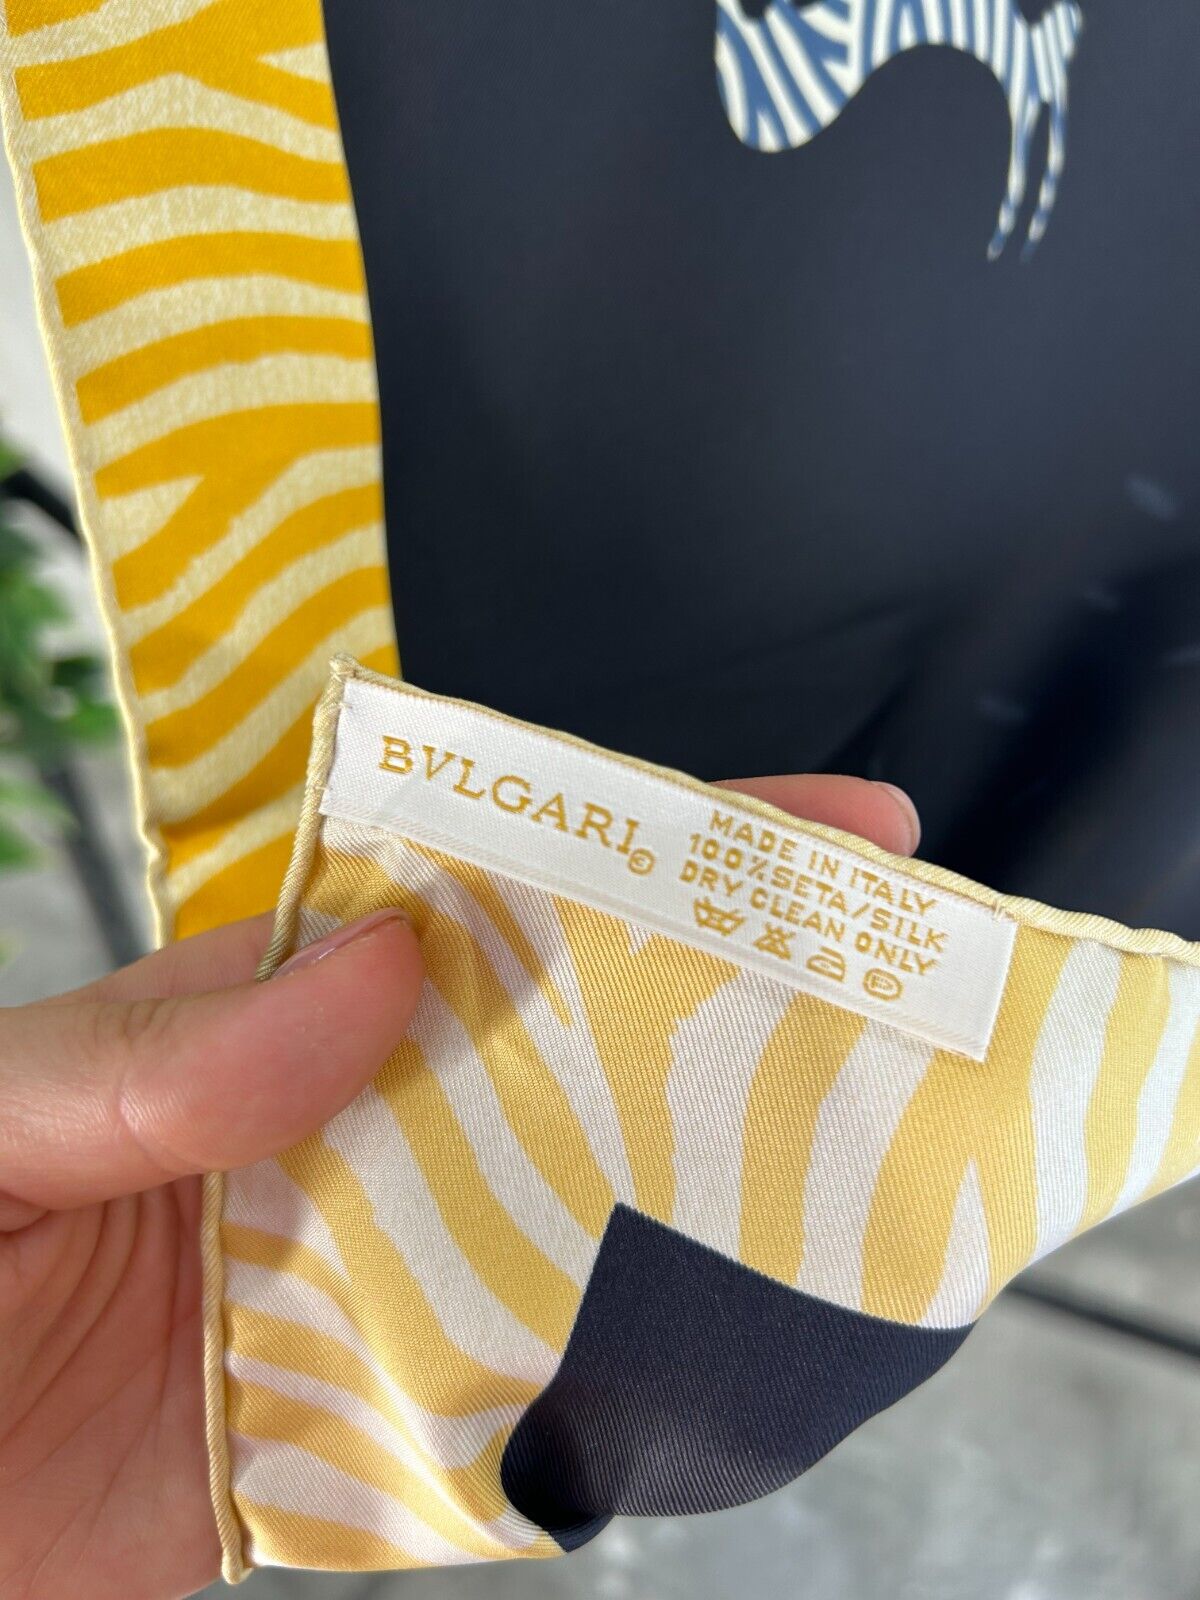 BVLGARI©
MADE IN ITALY
100% SETA/SILK
DRY CLEAN ONLY
P